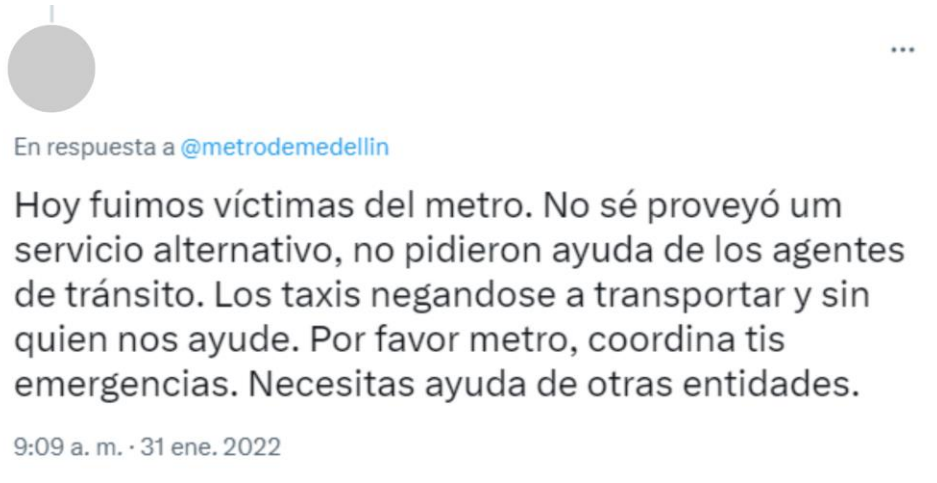 En respuesta a @metrodemedellin
Hoy fuimos víctimas del metro. No sé proveyó um
servicio alternativo, no pidieron ayuda de los agentes
de tránsito. Los taxis negandose a transportar y sin
quien nos ayude. Por favor metro, coordina tis
emergencias. Necesitas ayuda de otras entidades.
9:09 a. m. · 31 ene. 2022